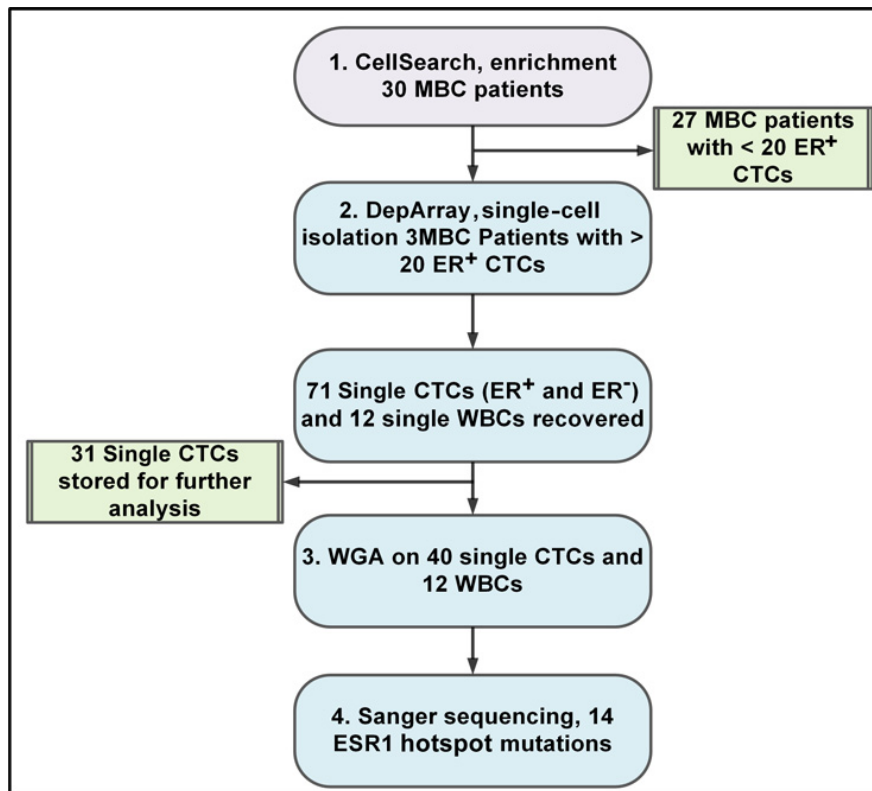 1. CellSearch, enrichment
30 MBC patients
27 MBC patients
with < 20 ER⁺
CTCs
2. DepArray, single-cell
isolation 3MBC Patients with >
20 ER⁺ CTCs
71 Single CTCs (ER⁺ and ER⁻)
and 12 single WBCs recovered
31 Single CTCs
stored for further
analysis
3. WGA on 40 single CTCs and
12 WBCs
4. Sanger sequencing, 14
ESR1 hotspot mutations